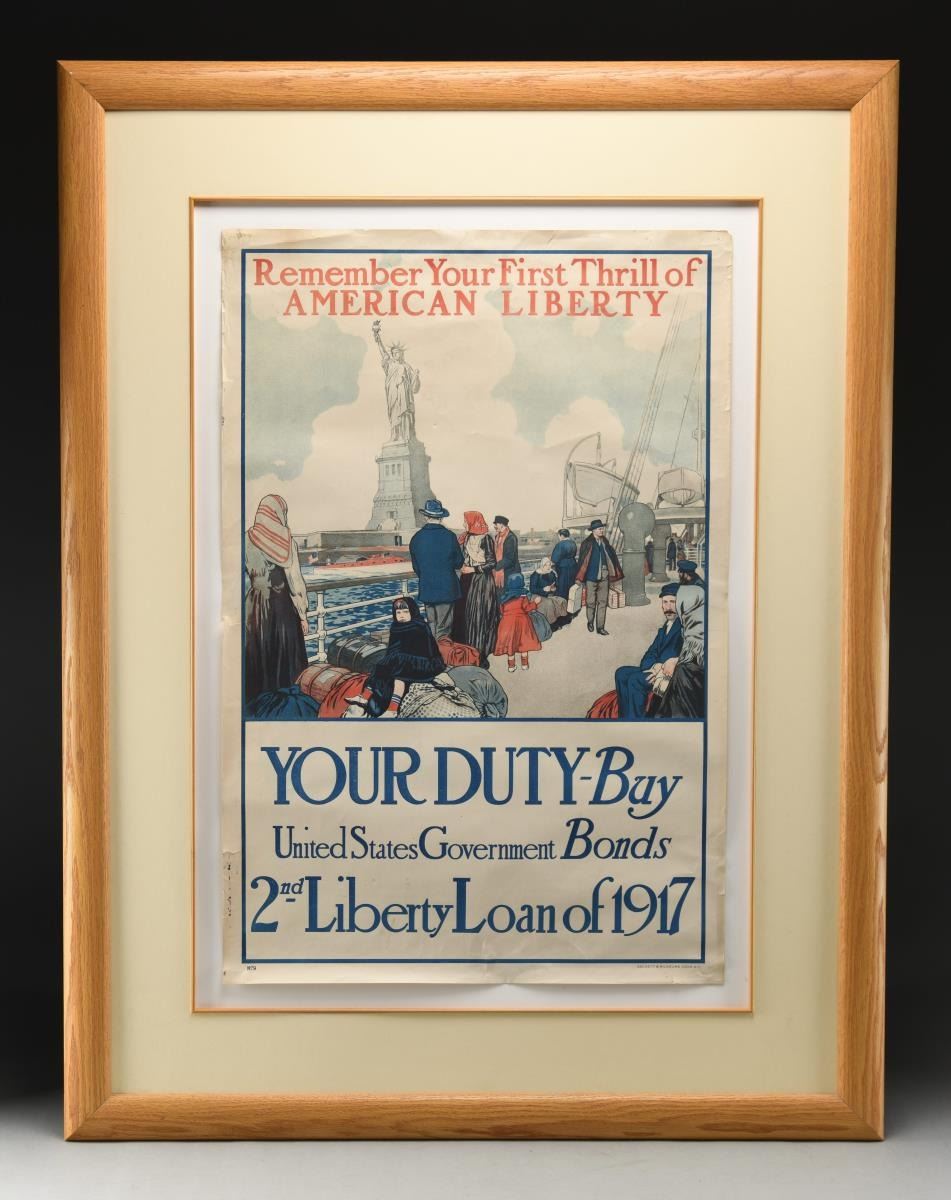 Remember Your First Thrill of
AMERICAN LIBERTY
YOUR DUTY-Buy
United States Government Bonds
2nd Liberty Loan of 1917